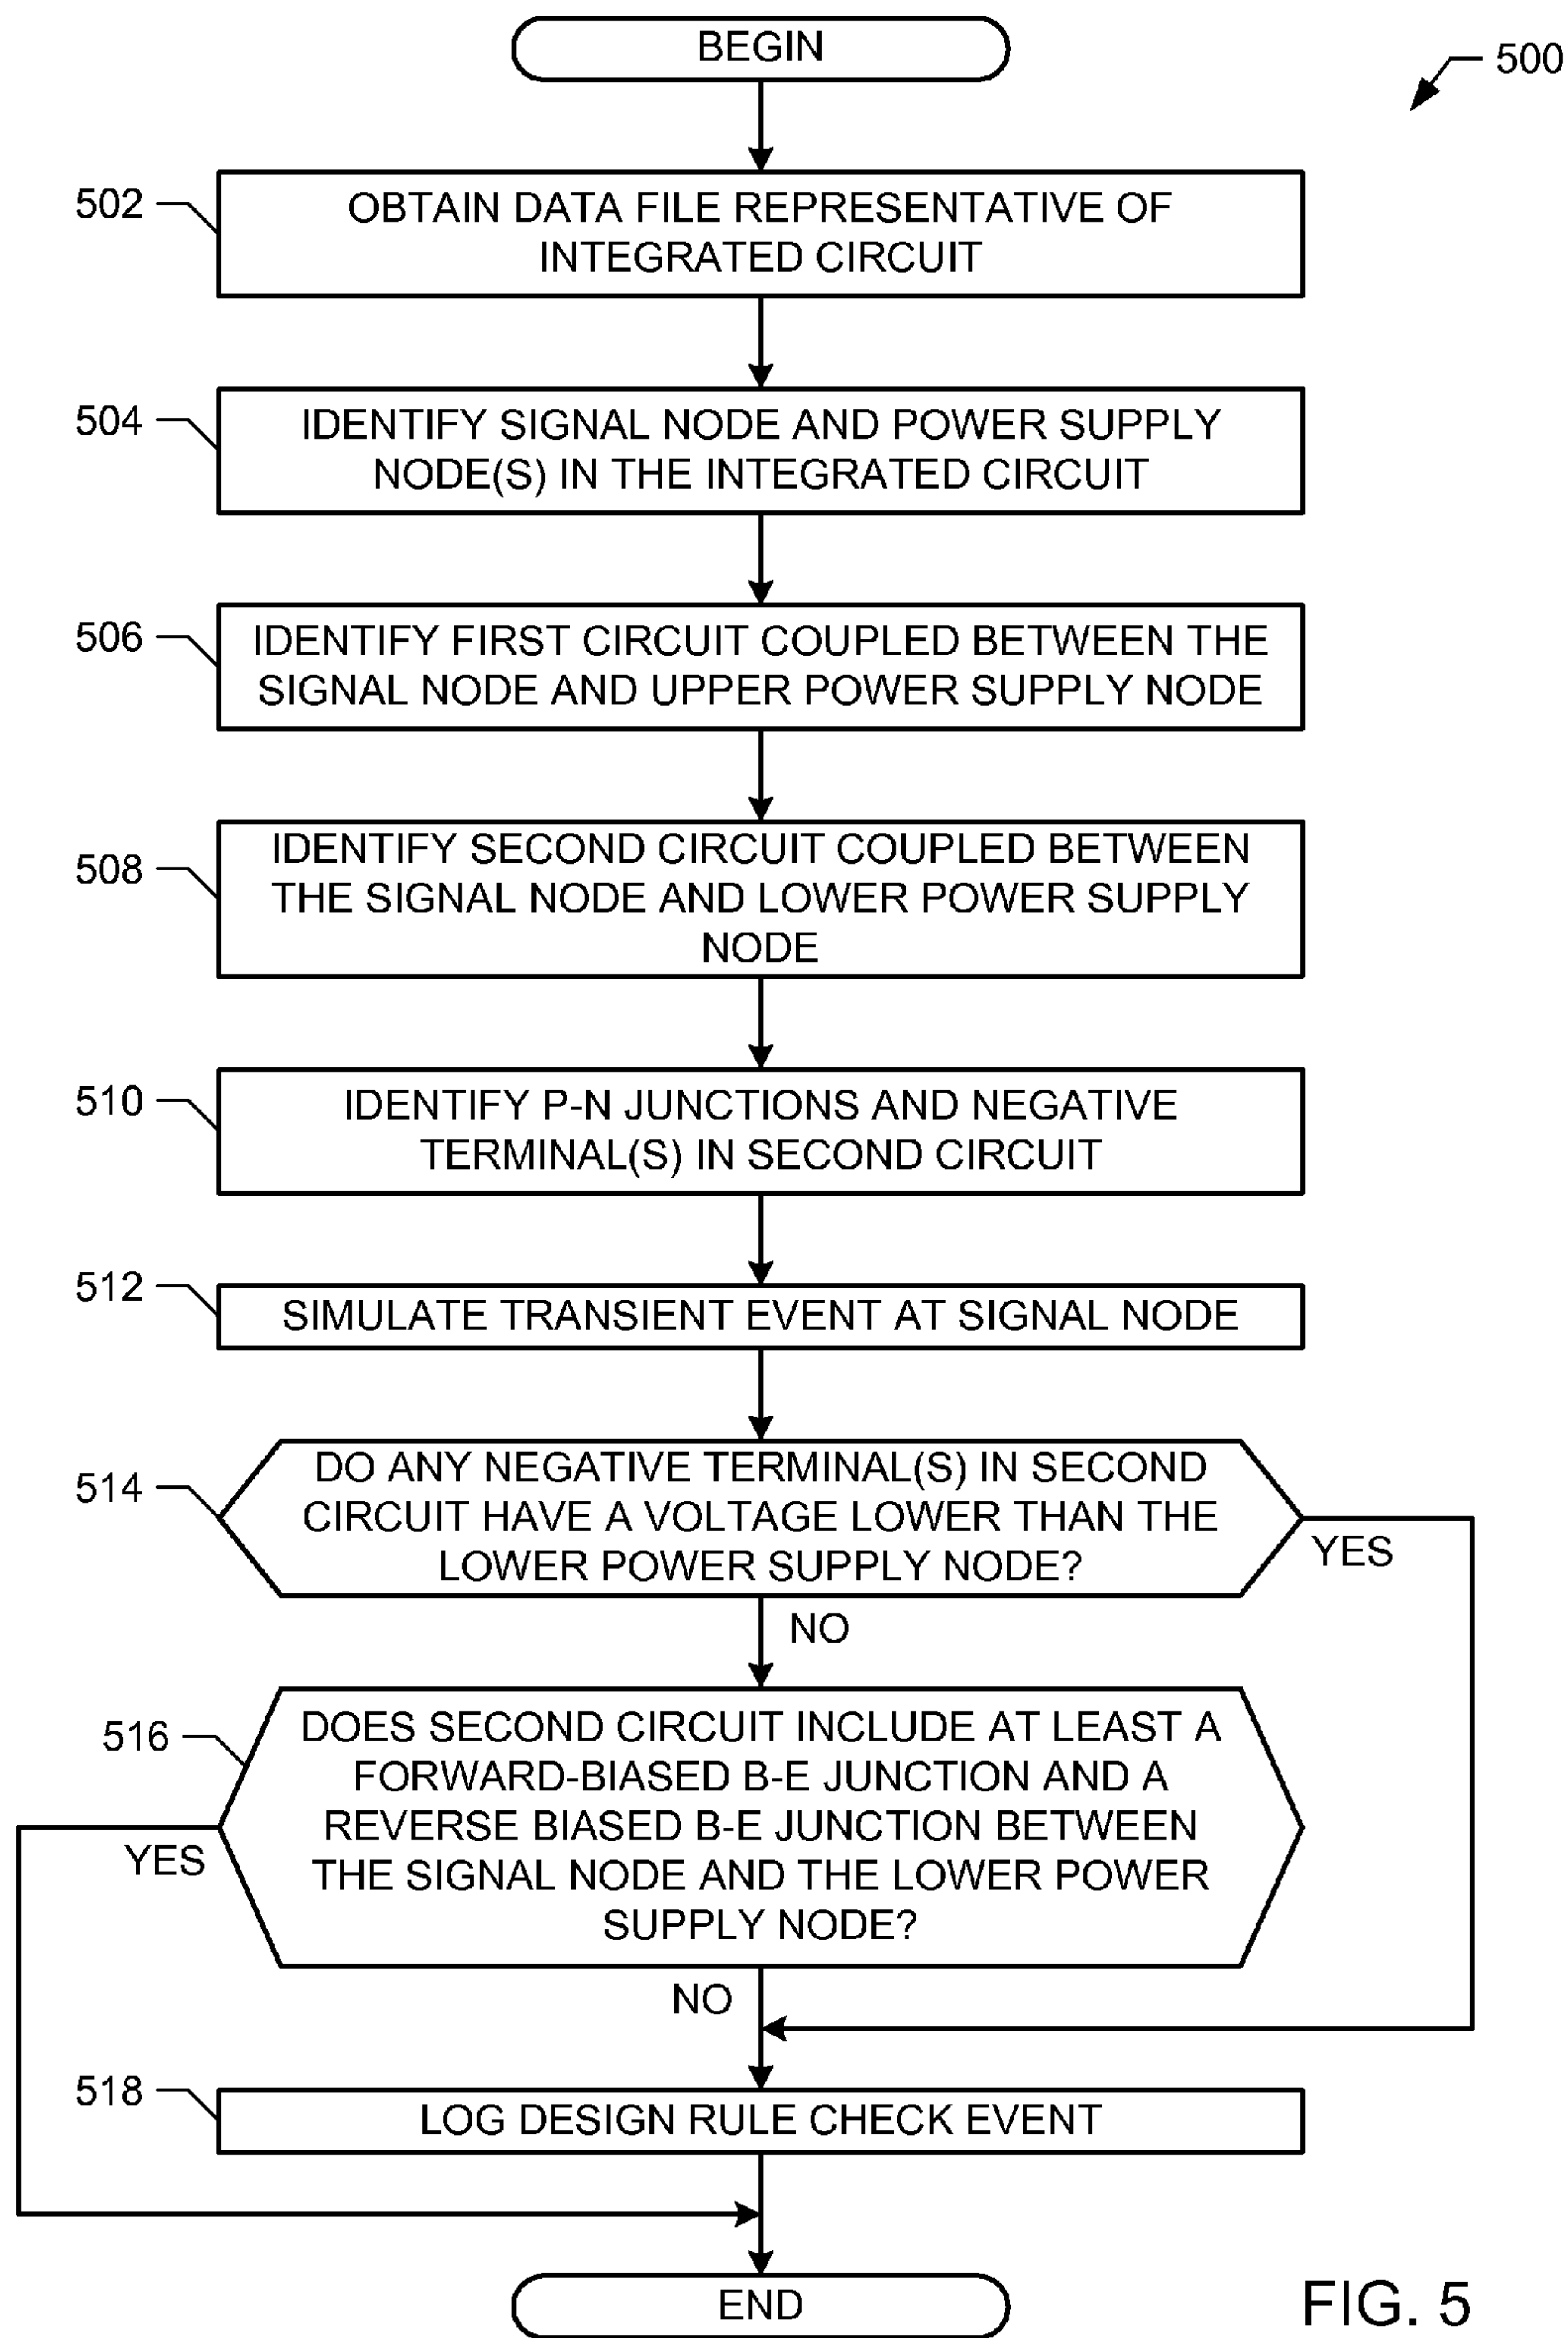 BEGIN
500
502
OBTAIN DATA FILE REPRESENTATIVE OF
INTEGRATED CIRCUIT
504
IDENTIFY SIGNAL NODE AND POWER SUPPLY
NODE(S) IN THE INTEGRATED CIRCUIT
506
IDENTIFY FIRST CIRCUIT COUPLED BETWEEN THE
SIGNAL NODE AND UPPER POWER SUPPLY NODE
508
IDENTIFY SECOND CIRCUIT COUPLED BETWEEN
THE SIGNAL NODE AND LOWER POWER SUPPLY
NODE
510
IDENTIFY P-N JUNCTIONS AND NEGATIVE
TERMINAL(S) IN SECOND CIRCUIT
512
SIMULATE TRANSIENT EVENT AT SIGNAL NODE
514
DO ANY NEGATIVE TERMINAL(S) IN SECOND
CIRCUIT HAVE A VOLTAGE LOWER THAN THE
LOWER POWER SUPPLY NODE?
YES
NO
516
DOES SECOND CIRCUIT INCLUDE AT LEAST A
FORWARD-BIASED B-E JUNCTION AND A
REVERSE BIASED B-E JUNCTION BETWEEN
THE SIGNAL NODE AND THE LOWER POWER
SUPPLY NODE?
YES
NO
518
LOG DESIGN RULE CHECK EVENT
END
FIG. 5